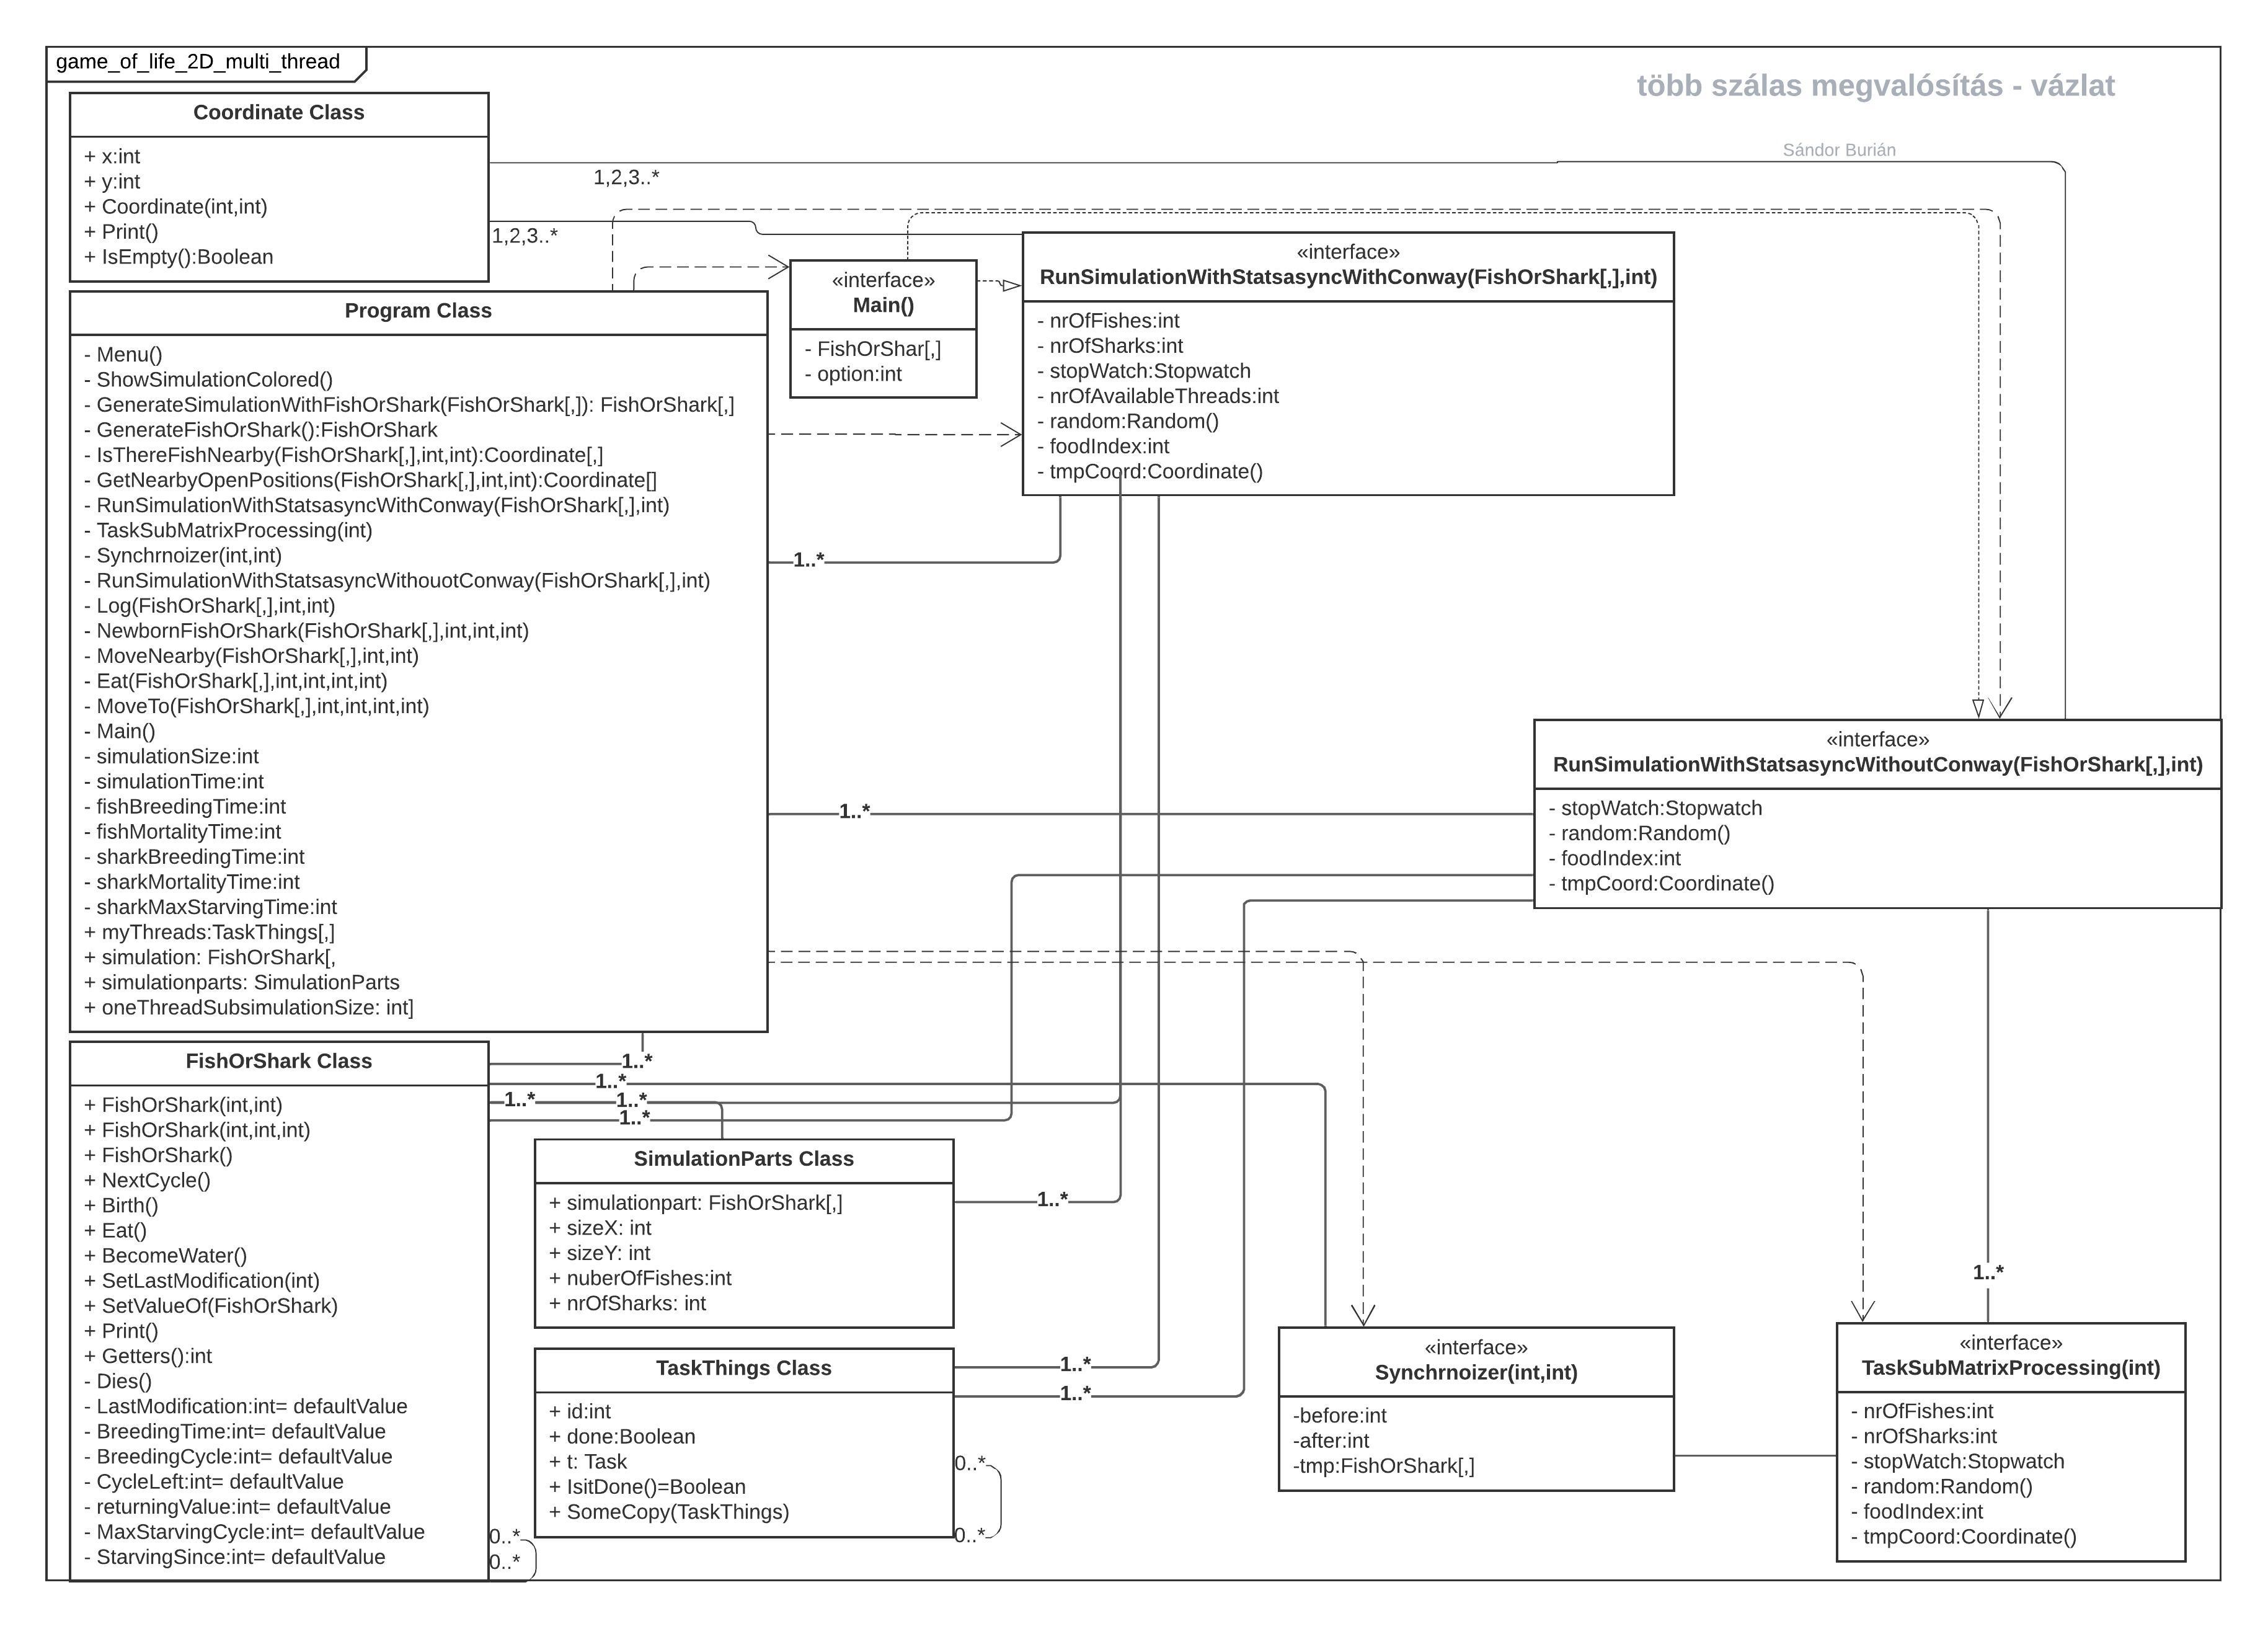 game_of_life_2D_multi_thread
több szálas megvalósítás - vázlat
Sándor Burián
Coordinate Class
+ x:int
+ y:int
+ Coordinate(int,int)
+ Print()
+ IsEmpty():Boolean
1,2,3..*
1,2,3..*
Program Class
- Menu()
- ShowSimulationColored()
- GenerateSimulationWithFishOrShark(FishOrShark[,]): FishOrShark[,]
- GenerateFishOrShark():FishOrShark
- IsThereFishNearby(FishOrShark[,],int,int):Coordinate[,]
- GetNearbyOpenPositions(FishOrShark[,],int,int):Coordinate[]
- RunSimulationWithStatsasyncWithConway(FishOrShark[,],int)
- TaskSubMatrixProcessing(int)
- Synchrnoizer(int,int)
- RunSimulationWithStatsasyncWithouotConway(FishOrShark[,],int)
- Log(FishOrShark[,],int,int)
- NewbornFishOrShark(FishOrShark[,],int,int,int)
- MoveNearby(FishOrShark[,],int,int)
- Eat(FishOrShark[,],int,int,int,int)
- MoveTo(FishOrShark[,],int,int,int,int)
- Main()
- simulationSize:int
- simulationTime:int
- fishBreedingTime:int
- fishMortalityTime:int
- sharkBreedingTime:int
- sharkMortalityTime:int
- sharkMaxStarvingTime:int
+ myThreads:TaskThings[,]
+ simulation: FishOrShark[,
+ simulationparts: SimulationParts
+ oneThreadSubsimulationSize: int]
«interface»
Main()
- FishOrShar[,]
- option:int
«interface»
RunSimulationWithStatsasyncWithConway(FishOrShark[,],int)
- nrOfFishes:int
- nrOfSharks:int
- stopWatch:Stopwatch
- nrOfAvailableThreads:int
- random:Random()
- foodIndex:int
- tmpCoord:Coordinate()
1..*
1..*
«interface»
RunSimulationWithStatsasyncWithoutConway(FishOrShark[,],int)
- stopWatch:Stopwatch
- random:Random()
- foodIndex:int
- tmpCoord:Coordinate()
FishOrShark Class
+ FishOrShark(int,int)
+ FishOrShark(int,int,int)
+ FishOrShark()
+ NextCycle()
+ Birth()
+ Eat()
+ BecomeWater()
+ SetLastModification(int)
+ SetValueOf(FishOrShark)
+ Print()
+ Getters():int
- Dies()
- LastModification:int= defaultValue
- BreedingTime:int= defaultValue
- BreedingCycle:int= defaultValue
- CycleLeft:int= defaultValue
- returningValue:int= defaultValue
- MaxStarvingCycle:int= defaultValue
- StarvingSince:int= defaultValue
1..*
1..*
1..*
1..*
1..*
0..*
0..*
SimulationParts Class
+ simulationpart: FishOrShark[,]
+ sizeX: int
+ sizeY: int
+ nuberOfFishes:int
+ nrOfSharks: int
1..*
TaskThings Class
+ id:int
+ done:Boolean
+ t: Task
+ IsitDone()=Boolean
+ SomeCopy(TaskThings)
1..*
1..*
0..*
0..*
«interface»
Synchrnoizer(int,int)
-before:int
-after:int
-tmp:FishOrShark[,]
1..*
«interface»
TaskSubMatrixProcessing(int)
- nrOfFishes:int
- nrOfSharks:int
- stopWatch:Stopwatch
- random:Random()
- foodIndex:int
- tmpCoord:Coordinate()